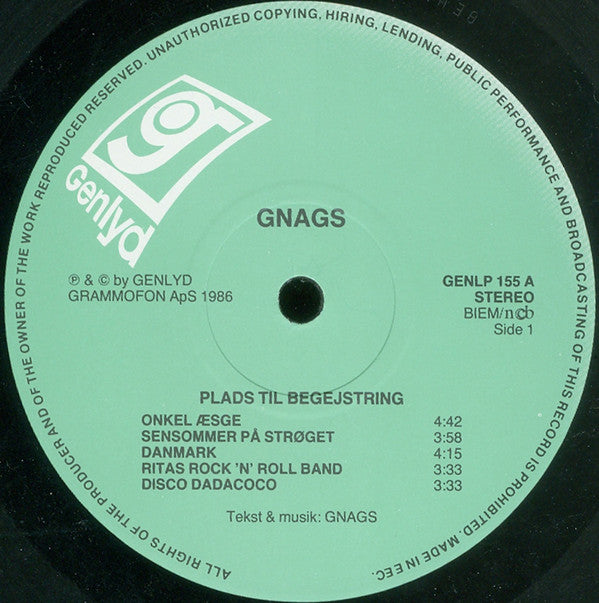 ALL RIGHTS OF THE PRODUCER AND OF THE OWNER OF THE WORK REPRODUCED RESERVED. UNAUTHORIZED COPYING, HIRING, LENDING, PUBLIC PERFORMANCE AND BROADCASTING OF THIS RECORD IS PROHIBITED. MADE IN EEC.
g
Genlyd
GNAGS
℗ & © by GENLYD
GRAMMOFON ApS 1986
GENLP 155 A
STEREO
BIEM/ncb
Side 1
PLADS TIL BEGEJSTRING
ONKEL ÆSGE 4:42
SENSOMMER PÅ STRØGET 3:58
DANMARK 4:15
RITAS ROCK 'N' ROLL BAND 3:33
DISCO DADACOCO 3:33
Tekst & musik: GNAGS